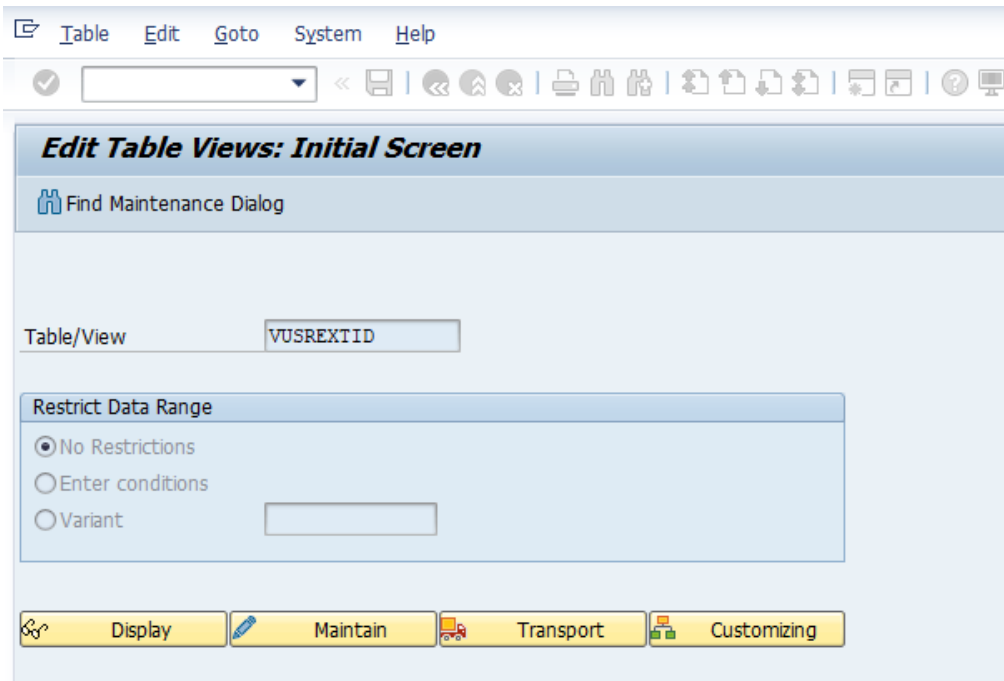 Table Edit Goto System Help
Edit Table Views: Initial Screen
Find Maintenance Dialog
Table/View VUSREXTID
Restrict Data Range
No Restrictions
Enter conditions
Variant
Display Maintain Transport Customizing